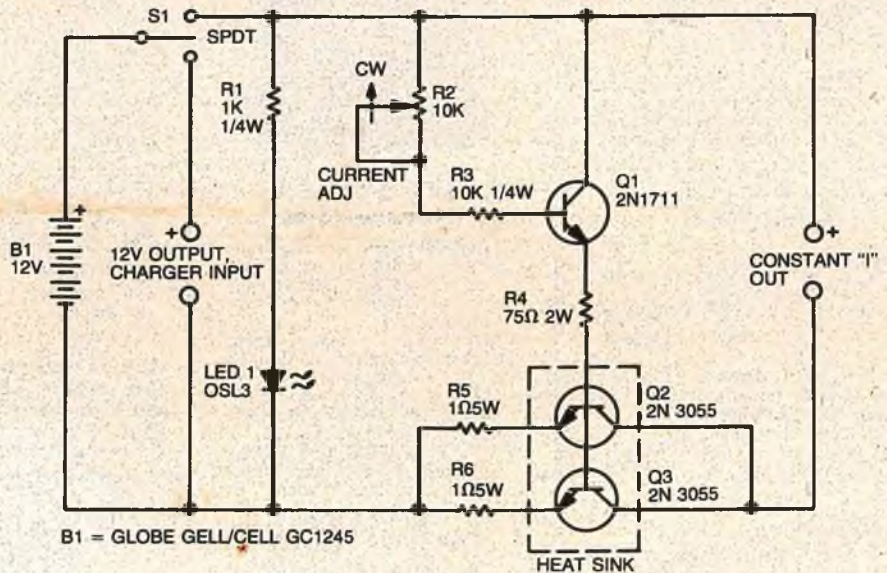 S1
SPDT
R1
1K
1/4W
CW
R2
10K
CURRENT
ADJ
R3
10K 1/4W
Q1
2N1711
B1
12V
+
+
12V OUTPUT,
CHARGER INPUT
+
CONSTANT "I"
OUT
R4
75Ω 2W
LED 1
OSL3
R5
1Ω5W
Q2
2N 3055
R6
1Ω5W
Q3
2N 3055
B1 = GLOBE GELL/CELL GC1245
HEAT SINK